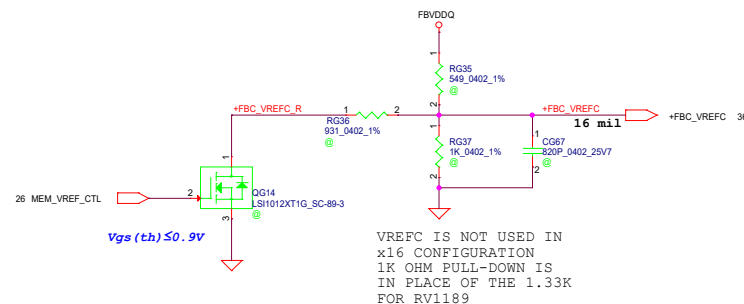 FBVDDQ
1
RG35
549_0402_1%
@
2
+FBC_VREFC_R
1
2
RG36
931_0402_1%
@
+FBC_VREFC
16 mil
+FBC_VREFC 36
1
RG37
1K_0402_1%
@
2
1
CG67
820P_0402_25V7
@
2
1
26 MEM_VREF_CTL
2
QG14
LSI1012XT1G_SC-89-3
@
3
Vgs(th)≤0.9V
VREFC IS NOT USED IN
x16 CONFIGURATION
1K OHM PULL-DOWN IS
IN PLACE OF THE 1.33K
FOR RV1189